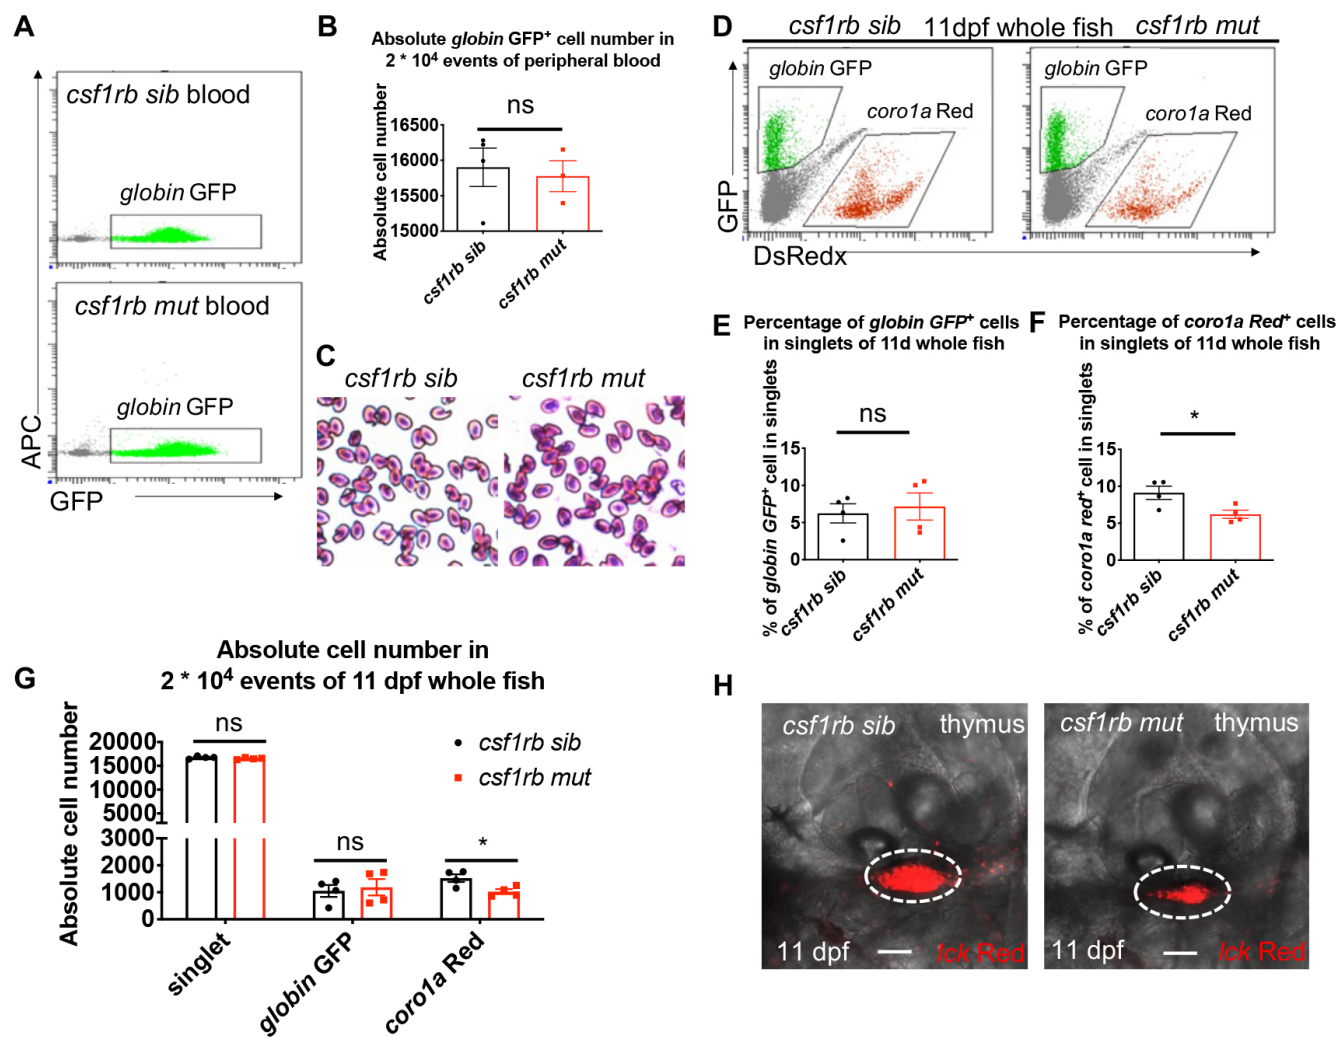 A
csf1rb sib blood
globin GFP
csf1rb mut blood
globin GFP
APC
GFP
B
Absolute globin GFP+ cell number in
2 * 10⁴ events of peripheral blood
ns
Absolute cell number
16500
16000
15500
15000
csf1rb sib
csf1rb mut
C
csf1rb sib
csf1rb mut
D
csf1rb sib 11dpf whole fish csf1rb mut
globin GFP
coro1a Red
globin GFP
coro1a Red
GFP
DsRedx
E
Percentage of globin GFP+ cells
in singlets of 11d whole fish
ns
% of globin GFP+ cell in singlets
15
10
5
0
csf1rb sib
csf1rb mut
F
Percentage of coro1a Red+ cells
in singlets of 11d whole fish
*
% of coro1a red+ cell in singlets
15
10
5
0
csf1rb sib
csf1rb mut
G
Absolute cell number in
2 * 10⁴ events of 11 dpf whole fish
Absolute cell number
ns
ns
*
csf1rb sib
csf1rb mut
20000
15000
10000
5000
3000
2000
1000
0
singlet
globin GFP
coro1a Red
H
csf1rb sib thymus
11 dpf
lck Red
csf1rb mut thymus
11 dpf
lck Red